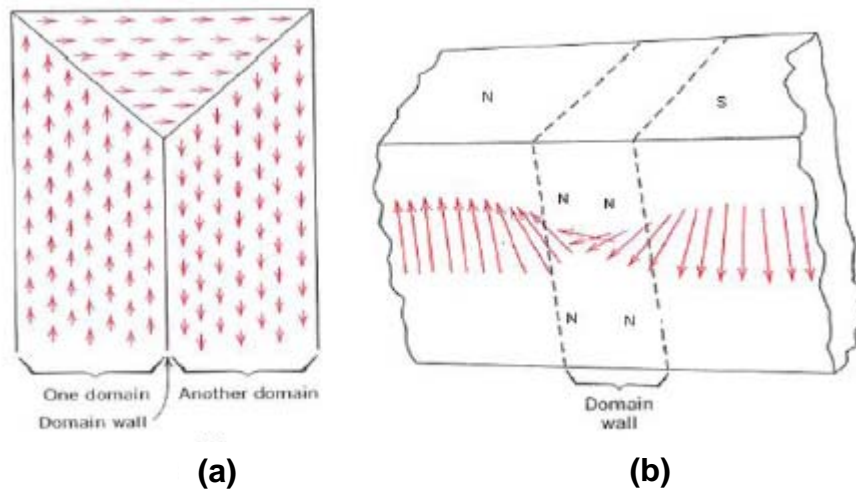 N
S
N N
N N
One domain Another domain
Domain wall
Domain
wall
(a) (b)